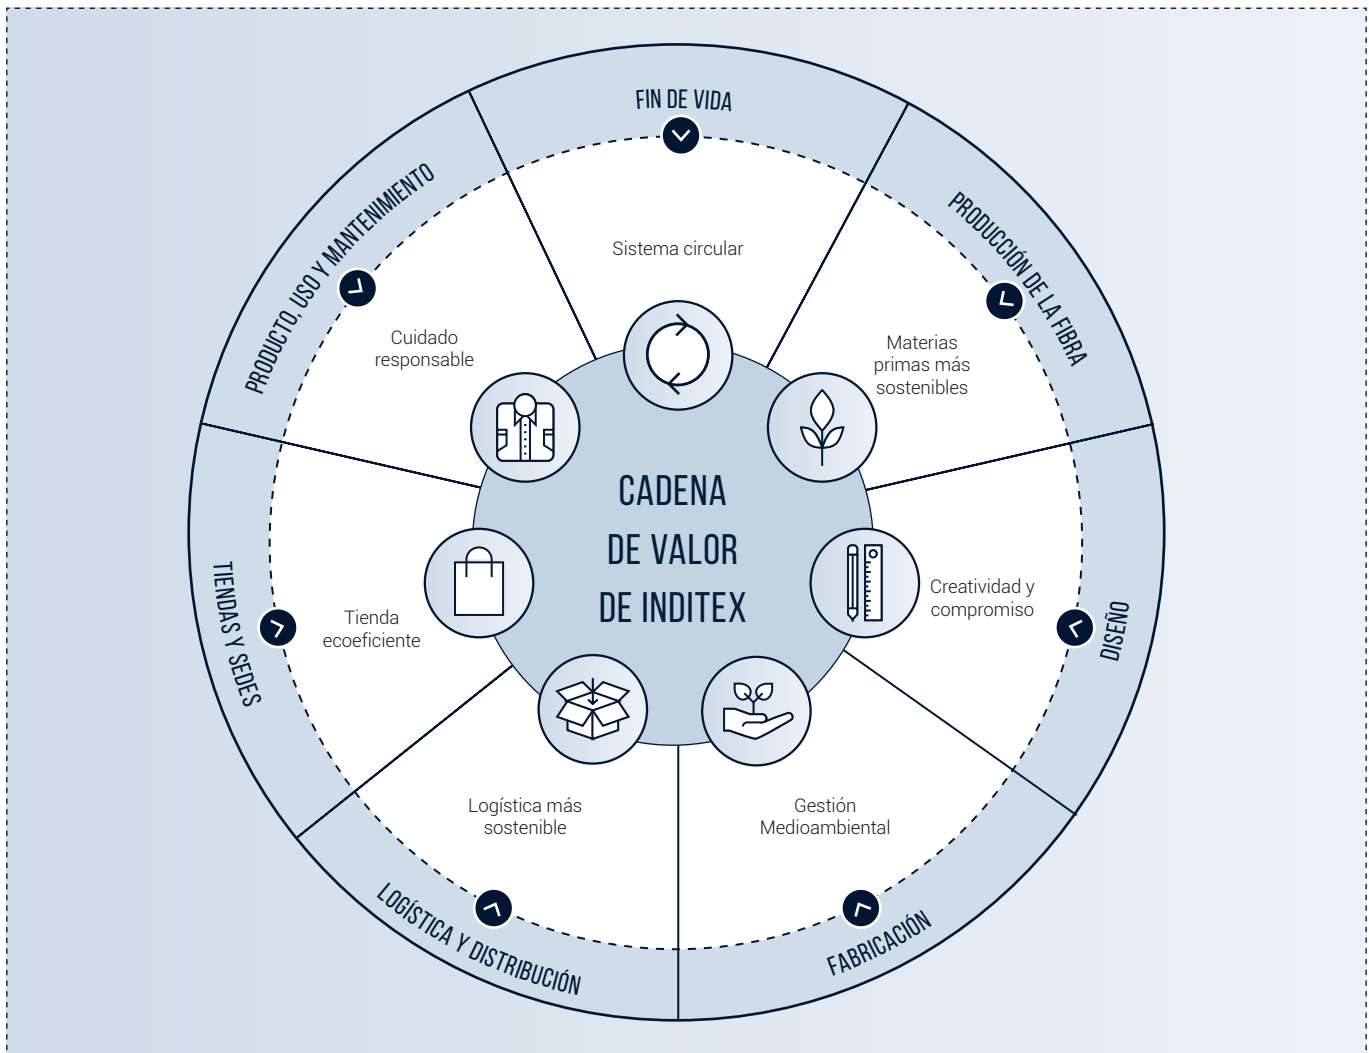 FIN DE VIDA
Sistema circular
PRODUCCIÓN DE LA FIBRA
Materias
primas más
sostenibles
DISEÑO
Creatividad y
compromiso
FABRICACIÓN
Gestión
Medioambiental
LOGÍSTICA Y DISTRIBUCIÓN
Logística más
sostenible
TIENDAS Y SEDES
Tienda
ecoeficiente
PRODUCTO, USO Y MANTENIMIENTO
Cuidado
responsable
CADENA
DE VALOR
DE INDITEX